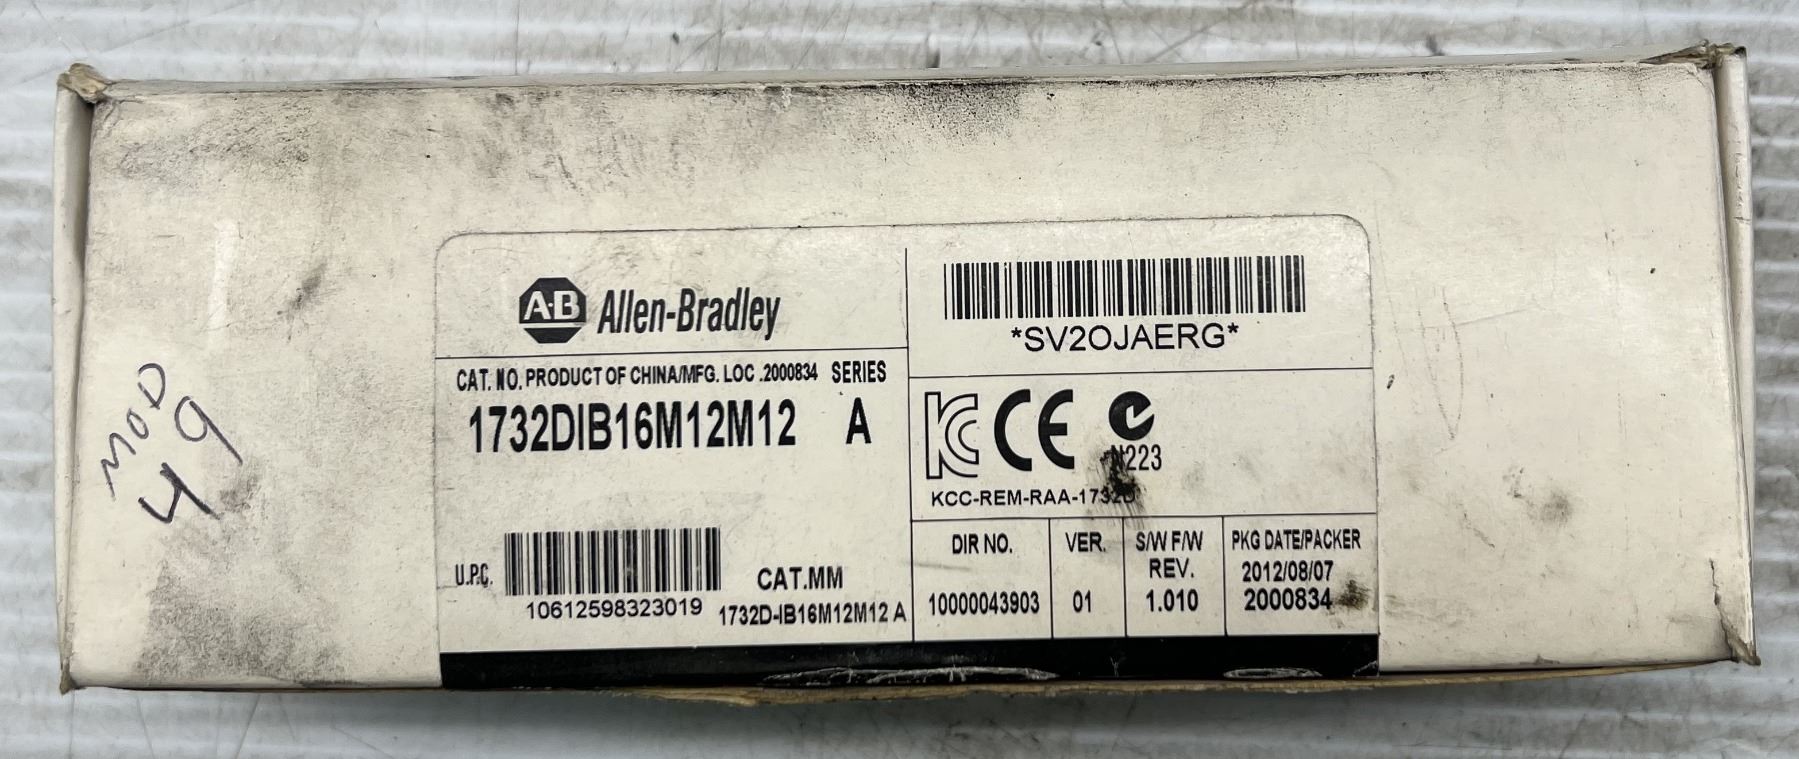 MOD
49
A-B Allen-Bradley
CAT. NO. PRODUCT OF CHINA/MFG. LOC .2000834 SERIES
1732DIB16M12M12 A
U.P.C.
10612598323019
CAT.MM
1732D-IB16M12M12 A
*SV2OJAERG*
KC CE
N223
KCC-REM-RAA-1732D
DIR NO. VER. S/W F/W REV. PKG DATE/PACKER
10000043903 01 1.010 2012/08/07
2000834